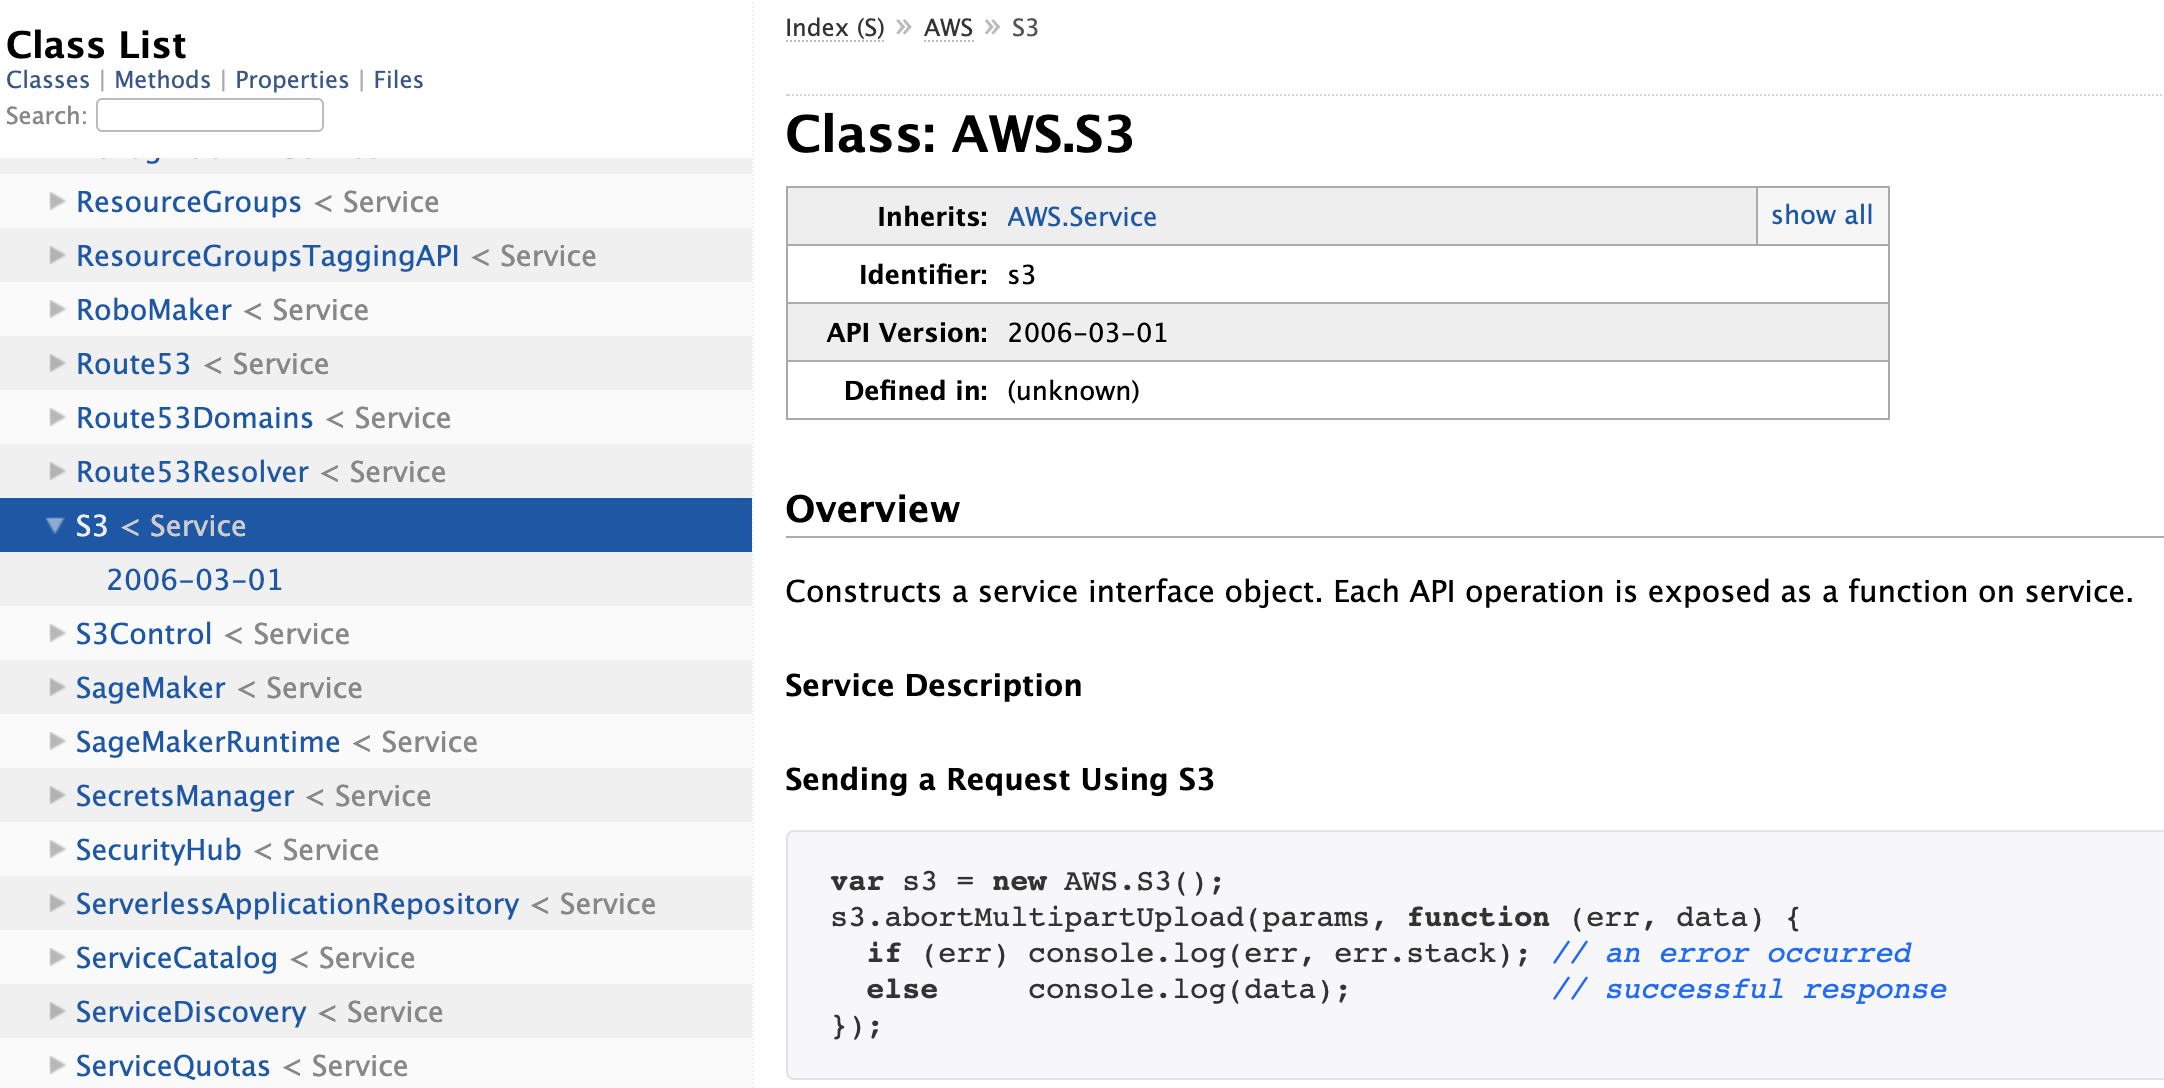 Class List
Classes | Methods | Properties | Files
Search:
ResourceGroups < Service
ResourceGroupsTaggingAPI < Service
RoboMaker < Service
Route53 < Service
Route53Domains < Service
Route53Resolver < Service
S3 < Service
2006-03-01
S3Control < Service
SageMaker < Service
SageMakerRuntime < Service
SecretsManager < Service
SecurityHub < Service
ServerlessApplicationRepository < Service
ServiceCatalog < Service
ServiceDiscovery < Service
ServiceQuotas < Service
Index (S) » AWS » S3
Class: AWS.S3
Inherits: AWS.Service show all
Identifier: s3
API Version: 2006-03-01
Defined in: (unknown)
Overview
Constructs a service interface object. Each API operation is exposed as a function on service.
Service Description
Sending a Request Using S3
var s3 = new AWS.S3();
s3.abortMultipartUpload(params, function (err, data) {
  if (err) console.log(err, err.stack); // an error occurred
  else     console.log(data);           // successful response
});